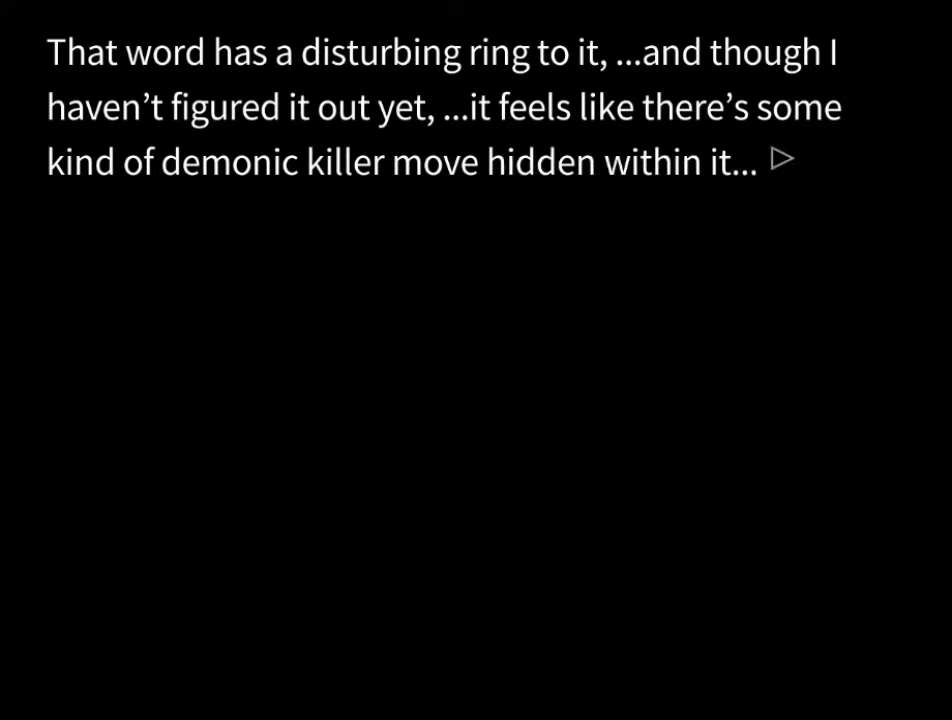 That word has a disturbing ring to it, ...and though I
haven’t figured it out yet, ...it feels like there’s some
kind of demonic killer move hidden within it...